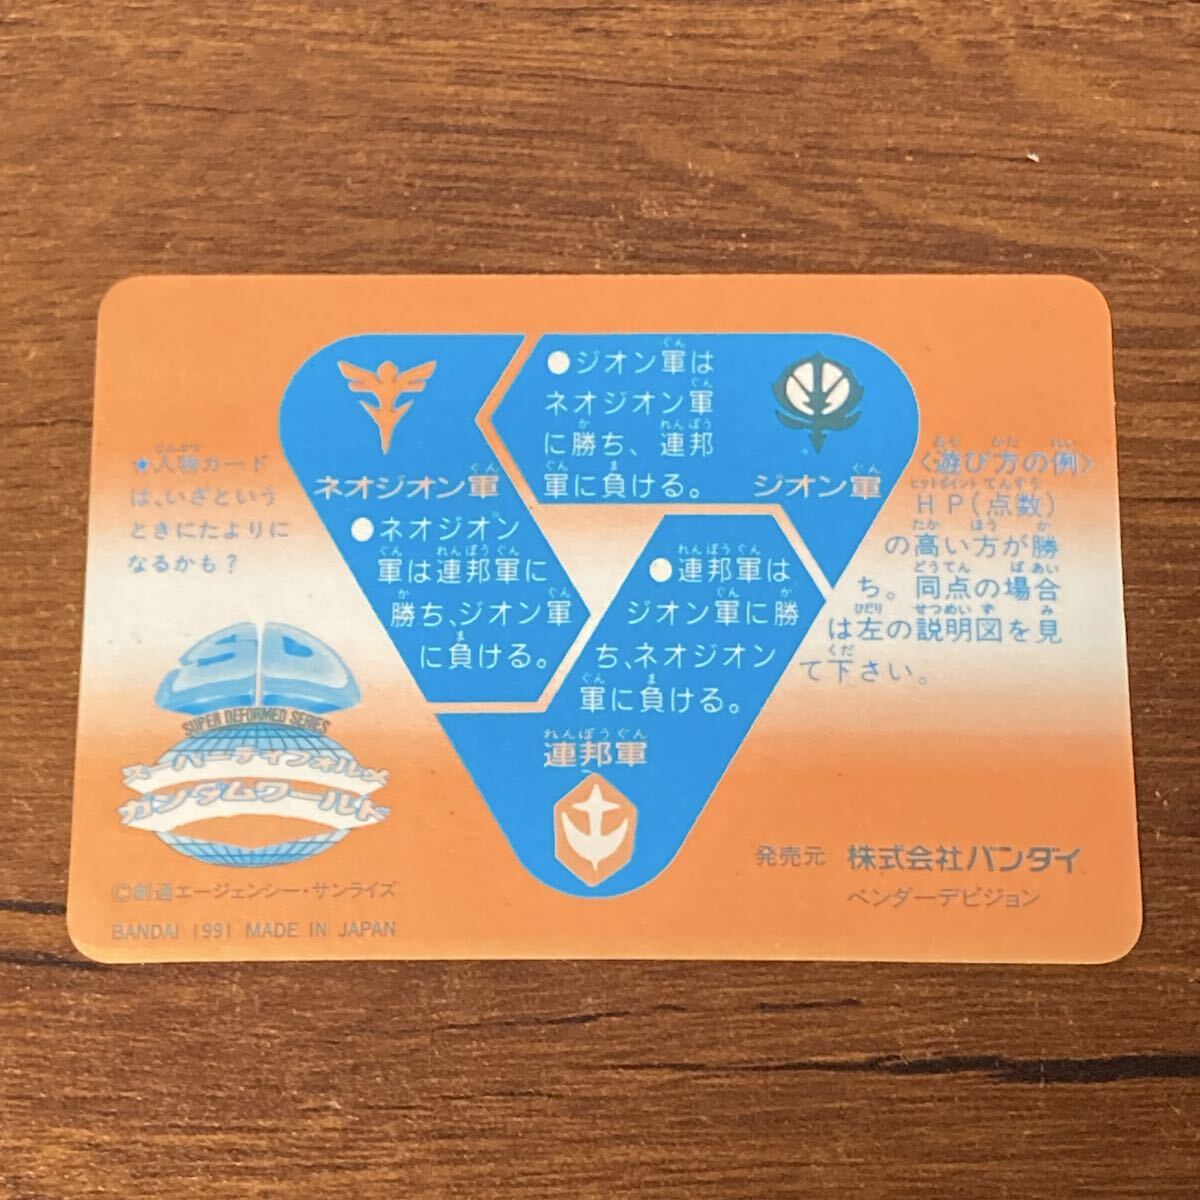 ★人物カード
は、いざという
ときにたよりに
なるかも？
SUPER DEFORMED SERIES
スーパーディフォルメ
ガンダムワールド
©創通エージェンシー・サンライズ
BANDAI 1991 MADE IN JAPAN
ネオジオン軍
●ネオジオン
軍は連邦軍に
勝ち、ジオン軍
に負ける。
●ジオン軍は
ネオジオン軍
に勝ち、連邦
軍に負ける。
ジオン軍
●連邦軍は
ジオン軍に勝
ち、ネオジオン
軍に負ける。
連邦軍
〈遊び方の例〉
HP(点数)
の高い方が勝
ち。同点の場合
は左の説明図を見
て下さい。
発売元 株式会社バンダイ
ベンダーデビジョン